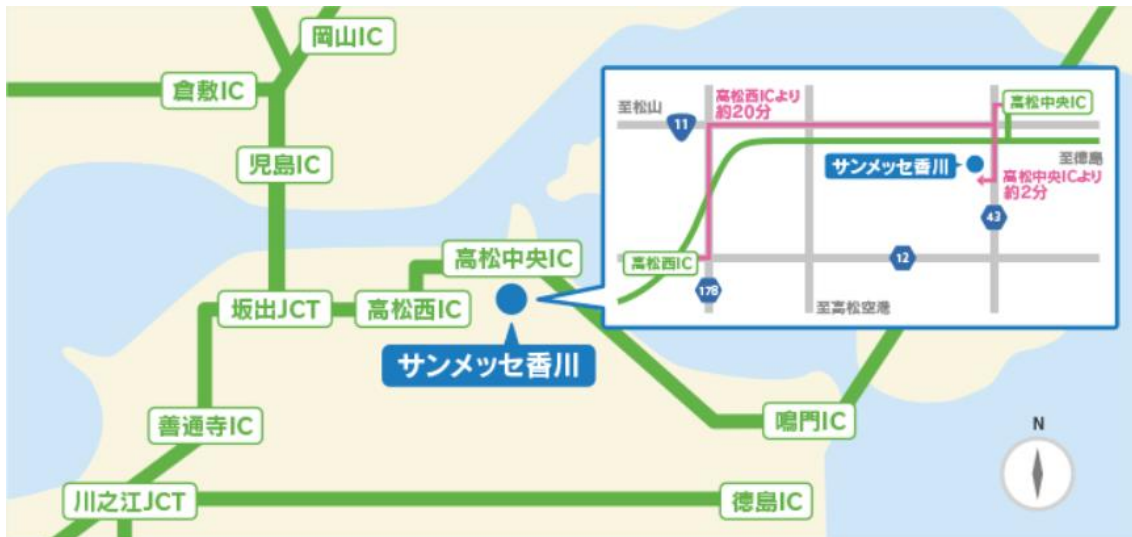 岡山IC
倉敷IC
児島IC
高松西ICより
約20分
高松中央IC
至松山
11
至徳島
サンメッセ香川
高松中央ICより
約2分
43
高松西IC
12
178
至高松空港
高松中央IC
坂出JCT
高松西IC
サンメッセ香川
善通寺IC
鳴門IC
N
川之江JCT
徳島IC